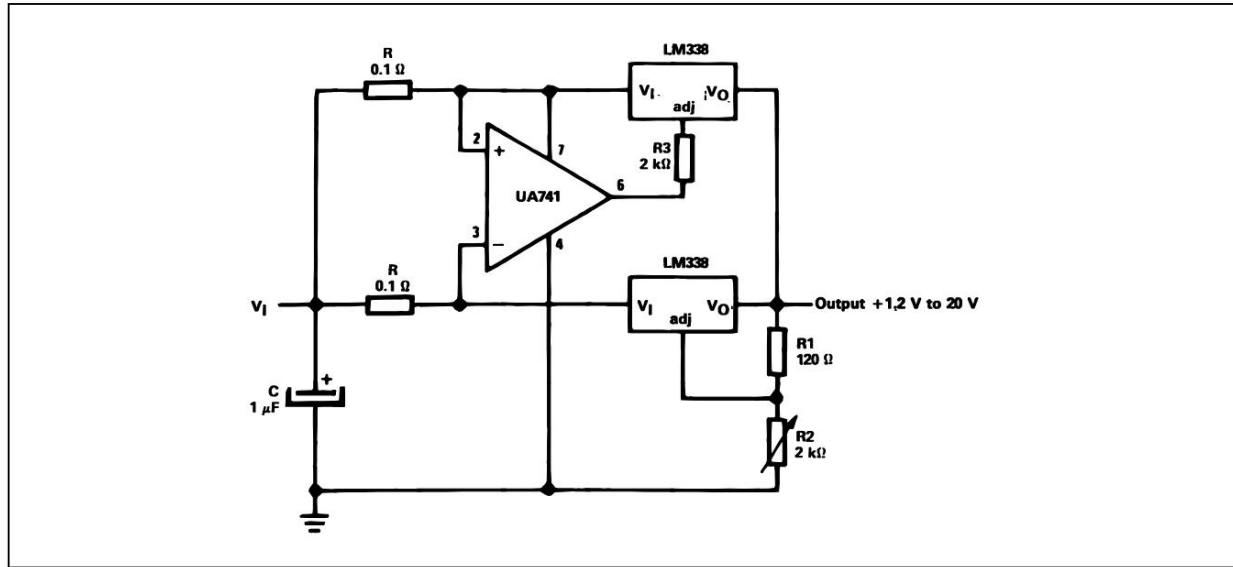 LM338
R
0.1 Ω
VI
VO
adj
2
+
7
R3
2 kΩ
6
UA741
3
−
4
LM338
R
0.1 Ω
VI
VI
VO
adj
Output +1,2 V to 20 V
R1
120 Ω
+
C
1 μF
R2
2 kΩ